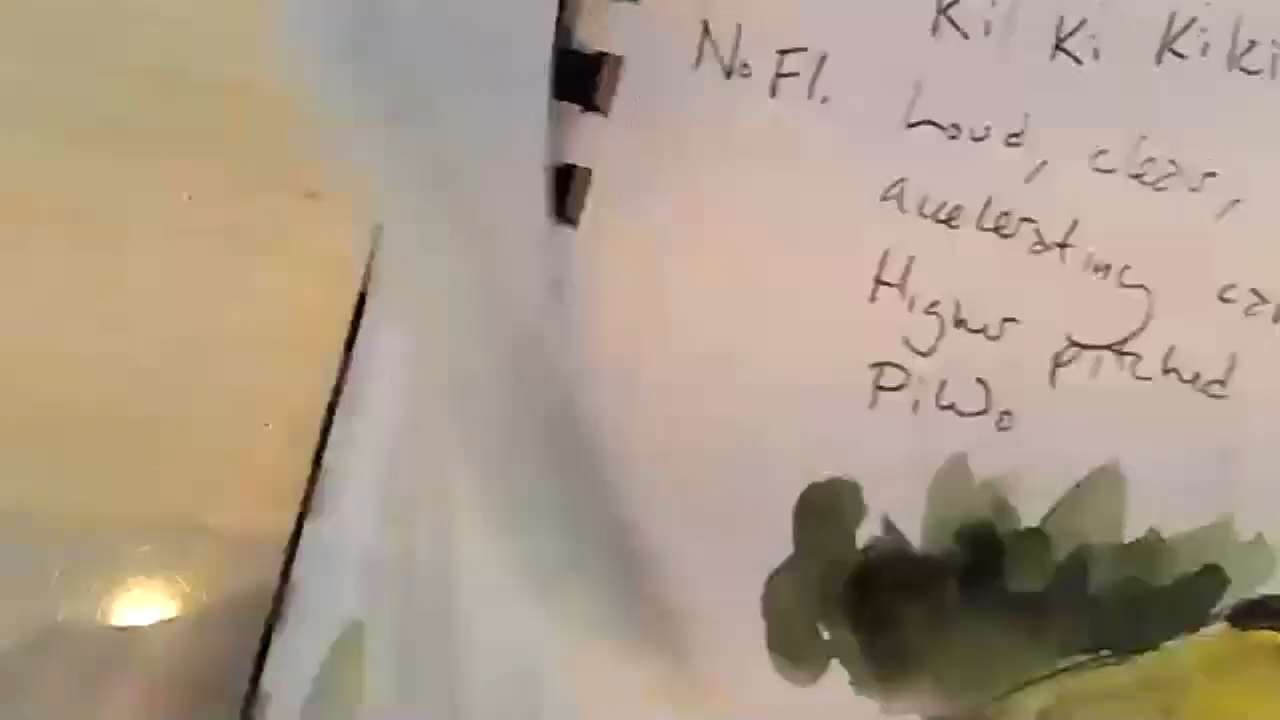 Ki Ki Kiki
No Fl.
Loud, clear,
accelerating
Higher pitched
PiWo